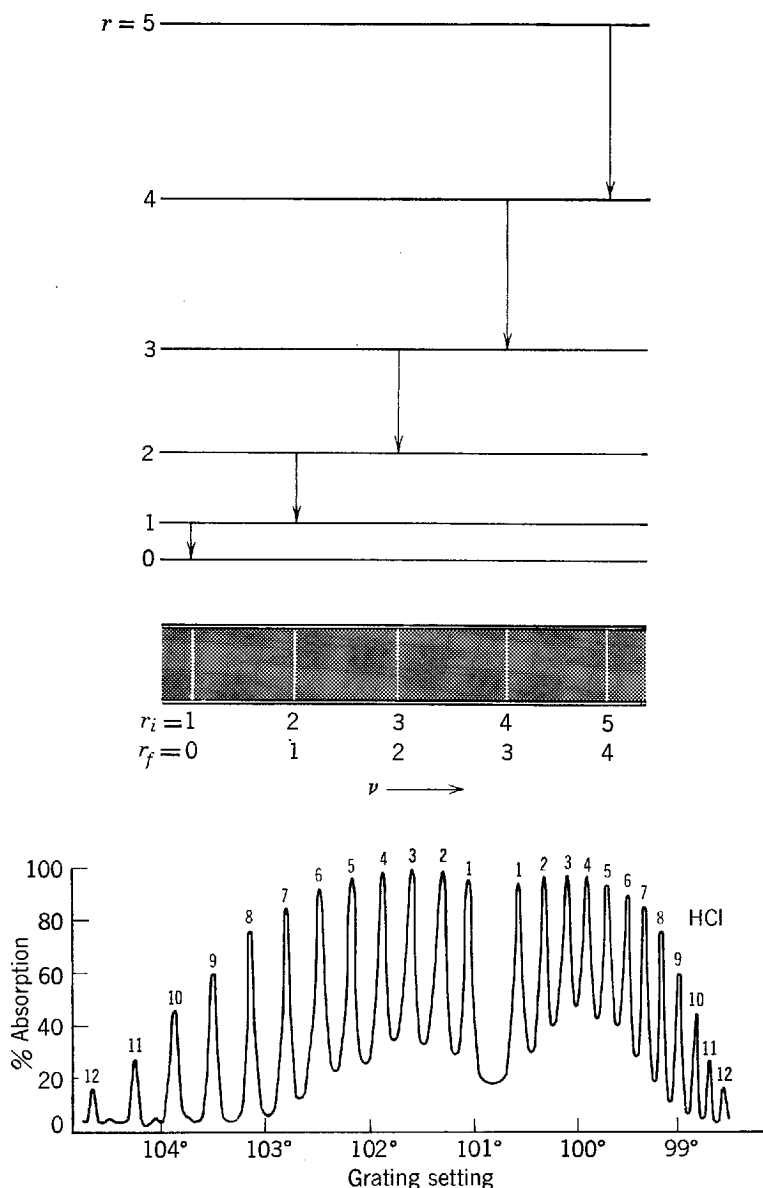 r = 5
4
3
2
1
0
r_i = 1 2 3 4 5
r_f = 0 1 2 3 4
ν
100
80
60
40
20
0
% Absorption
12 11 10 9 8 7 6 5 4 3 2 1 1 2 3 4 5 6 7 8 9 10 11 12
HCl
104° 103° 102° 101° 100° 99°
Grating setting